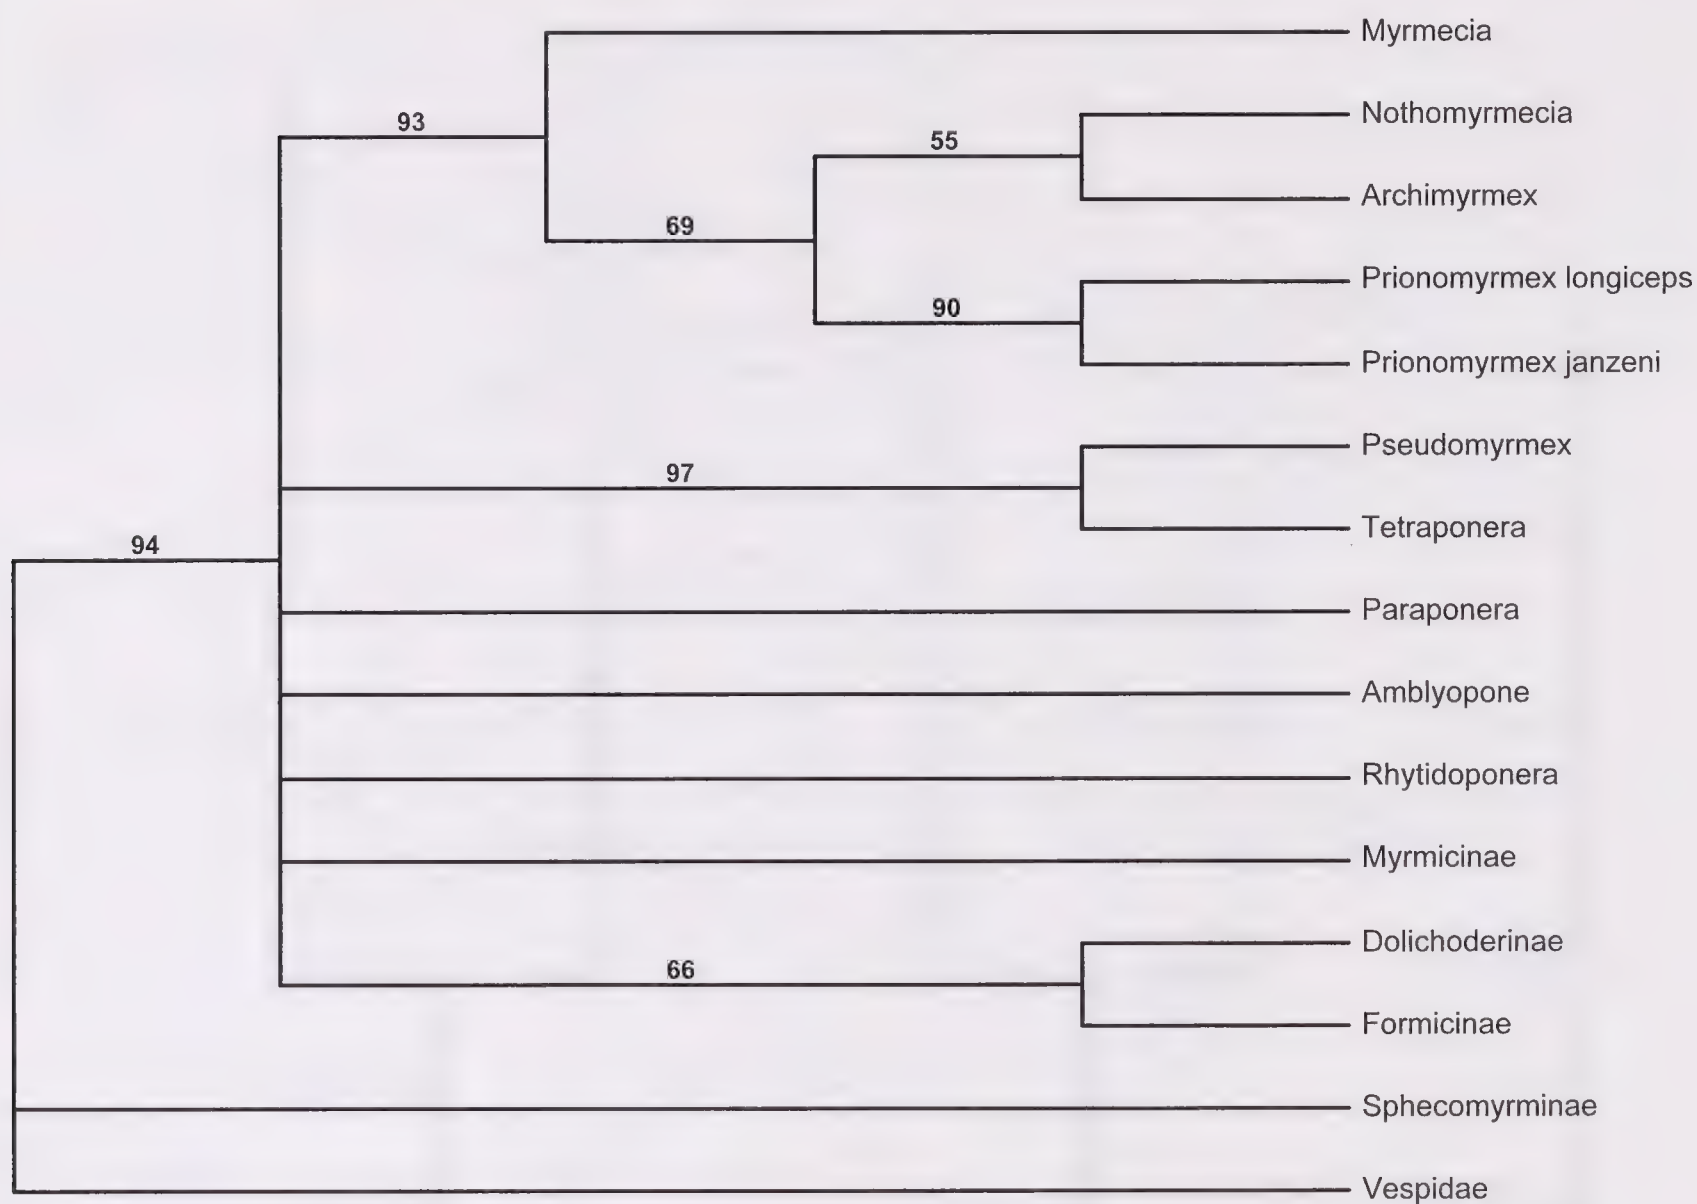 Myrmecia
93
Nothomyrmecia
55
Archimyrmex
69
Prionomyrmex longiceps
90
Prionomyrmex janzeni
Pseudomyrmex
97
Tetraponera
94
Paraponera
Amblyopone
Rhytidoponera
Myrmicinae
Dolichoderinae
66
Formicinae
Sphecomyrminae
Vespidae